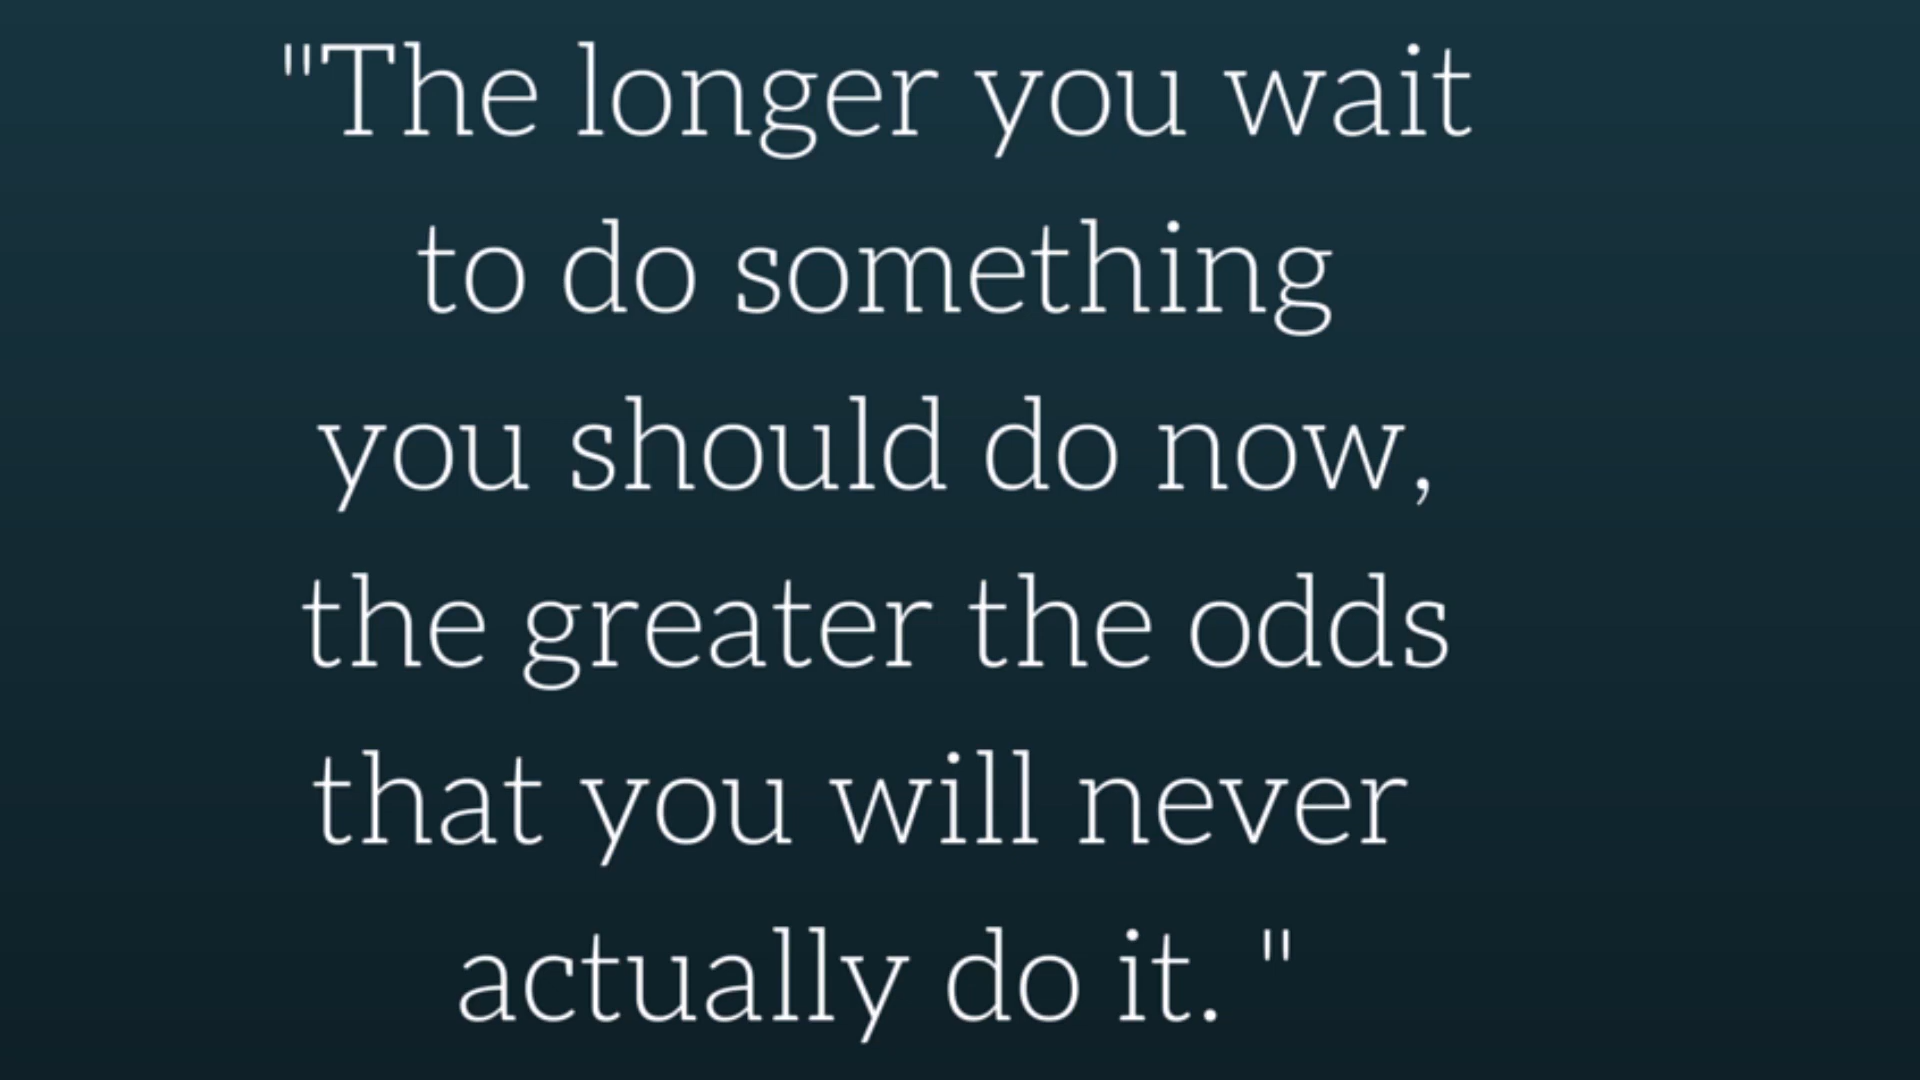 "The longer you wait
to do something
you should do now,
the greater the odds
that you will never
actually do it. "